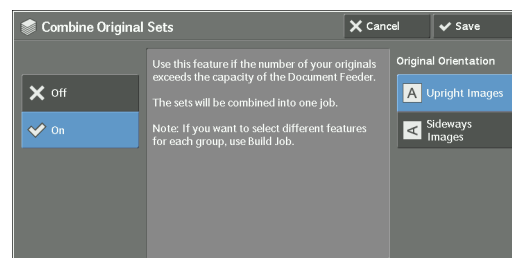 Combine Original Sets
Cancel
Save
Off
On
Use this feature if the number of your originals
exceeds the capacity of the Document Feeder.
The sets will be combined into one job.
Note: If you want to select different features
for each group, use Build Job.
Original Orientation
A Upright Images
A Sideways
Images